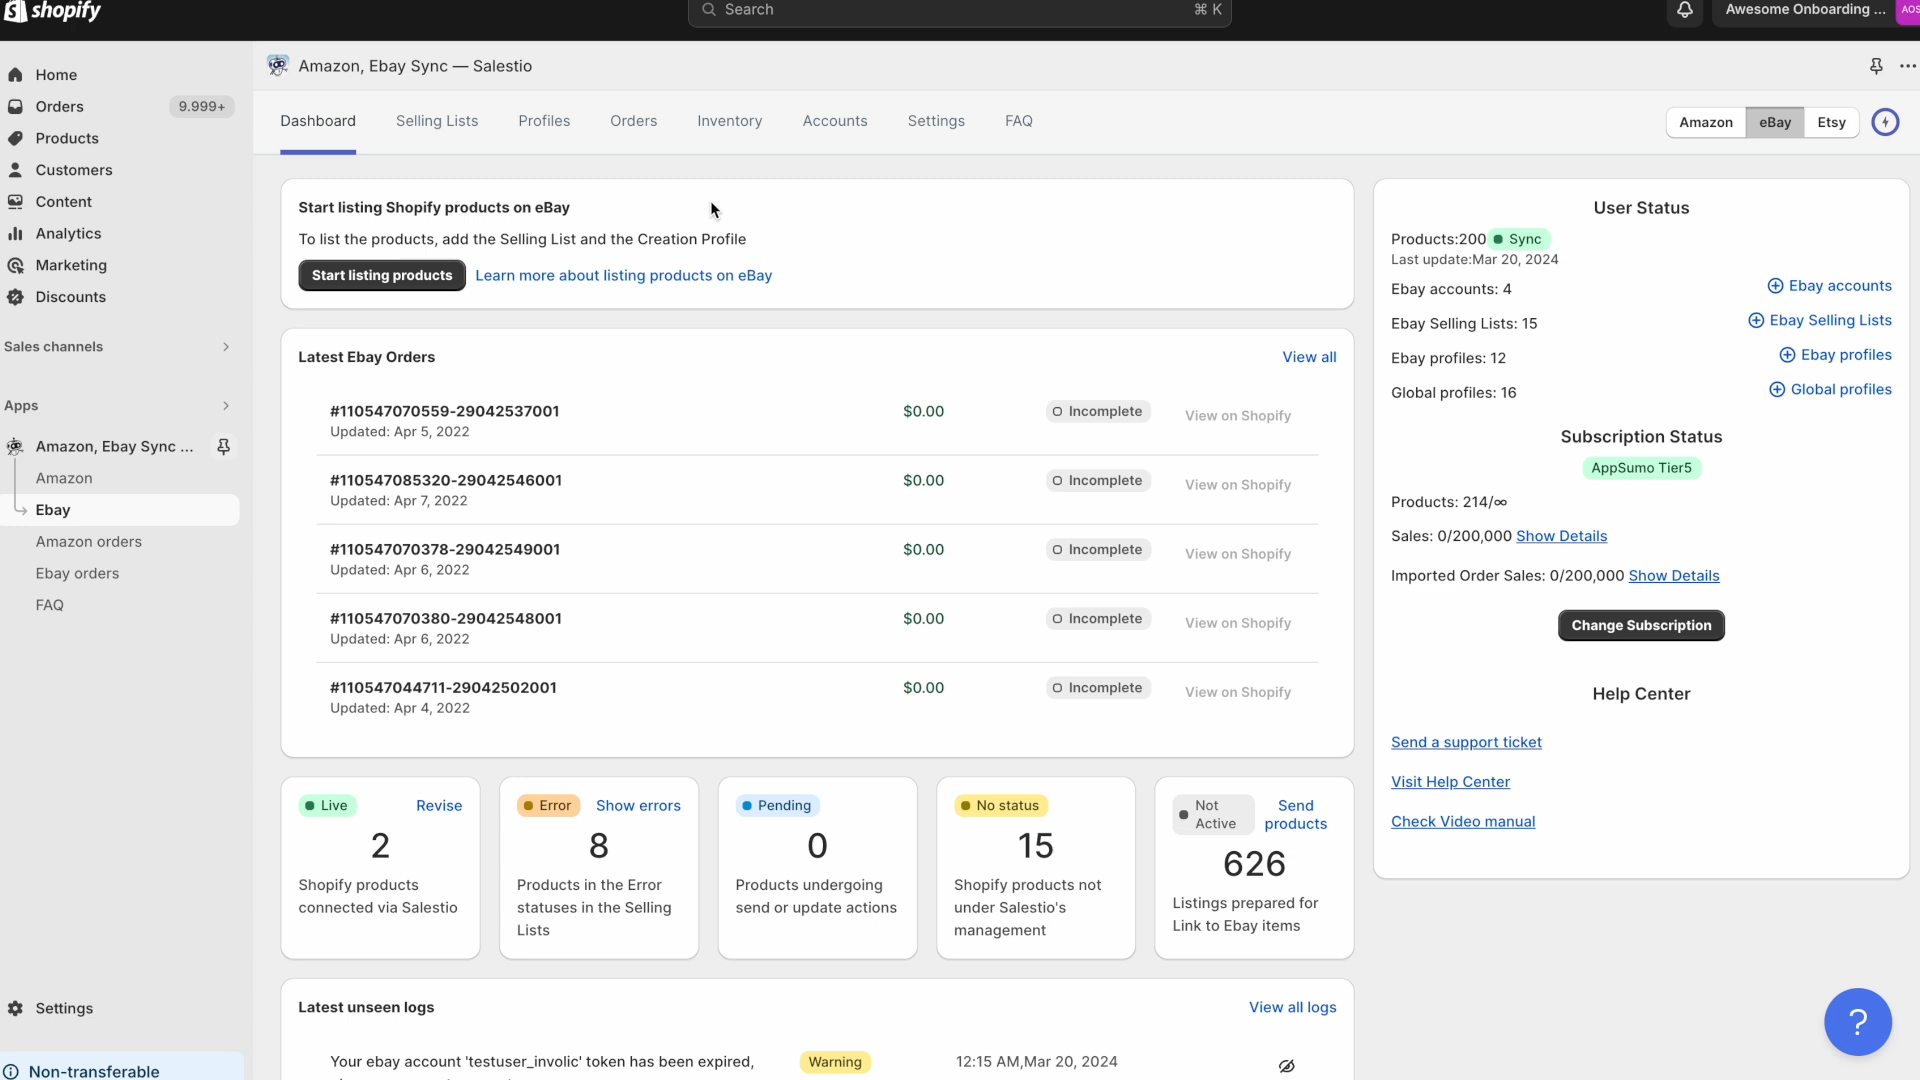 shopify
Search
⌘ K
Awesome Onboarding ...
AOS
Home
Orders
9.999+
Products
Customers
Content
Analytics
Marketing
Discounts
Sales channels
Apps
Amazon, Ebay Sync ...
Amazon
Ebay
Amazon orders
Ebay orders
FAQ
Settings
Non-transferable
Amazon, Ebay Sync — Salestio
Dashboard
Selling Lists
Profiles
Orders
Inventory
Accounts
Settings
FAQ
Amazon
eBay
Etsy
Start listing Shopify products on eBay
To list the products, add the Selling List and the Creation Profile
Start listing products
Learn more about listing products on eBay
Latest Ebay Orders
View all
#110547070559-29042537001
Updated: Apr 5, 2022
$0.00
Incomplete
View on Shopify
#110547085320-29042546001
Updated: Apr 7, 2022
$0.00
Incomplete
View on Shopify
#110547070378-29042549001
Updated: Apr 6, 2022
$0.00
Incomplete
View on Shopify
#110547070380-29042548001
Updated: Apr 6, 2022
$0.00
Incomplete
View on Shopify
#110547044711-29042502001
Updated: Apr 4, 2022
$0.00
Incomplete
View on Shopify
Live
Revise
2
Shopify products
connected via Salestio
Error
Show errors
8
Products in the Error
statuses in the Selling
Lists
Pending
0
Products undergoing
send or update actions
No status
15
Shopify products not
under Salestio's
management
Not
Active
Send
products
626
Listings prepared for
Link to Ebay items
Latest unseen logs
View all logs
Your ebay account 'testuser_involic' token has been expired,
Warning
12:15 AM,Mar 20, 2024
User Status
Products:200
Sync
Last update:Mar 20, 2024
Ebay accounts: 4
Ebay accounts
Ebay Selling Lists: 15
Ebay Selling Lists
Ebay profiles: 12
Ebay profiles
Global profiles: 16
Global profiles
Subscription Status
AppSumo Tier5
Products: 214/∞
Sales: 0/200,000 Show Details
Imported Order Sales: 0/200,000 Show Details
Change Subscription
Help Center
Send a support ticket
Visit Help Center
Check Video manual
?